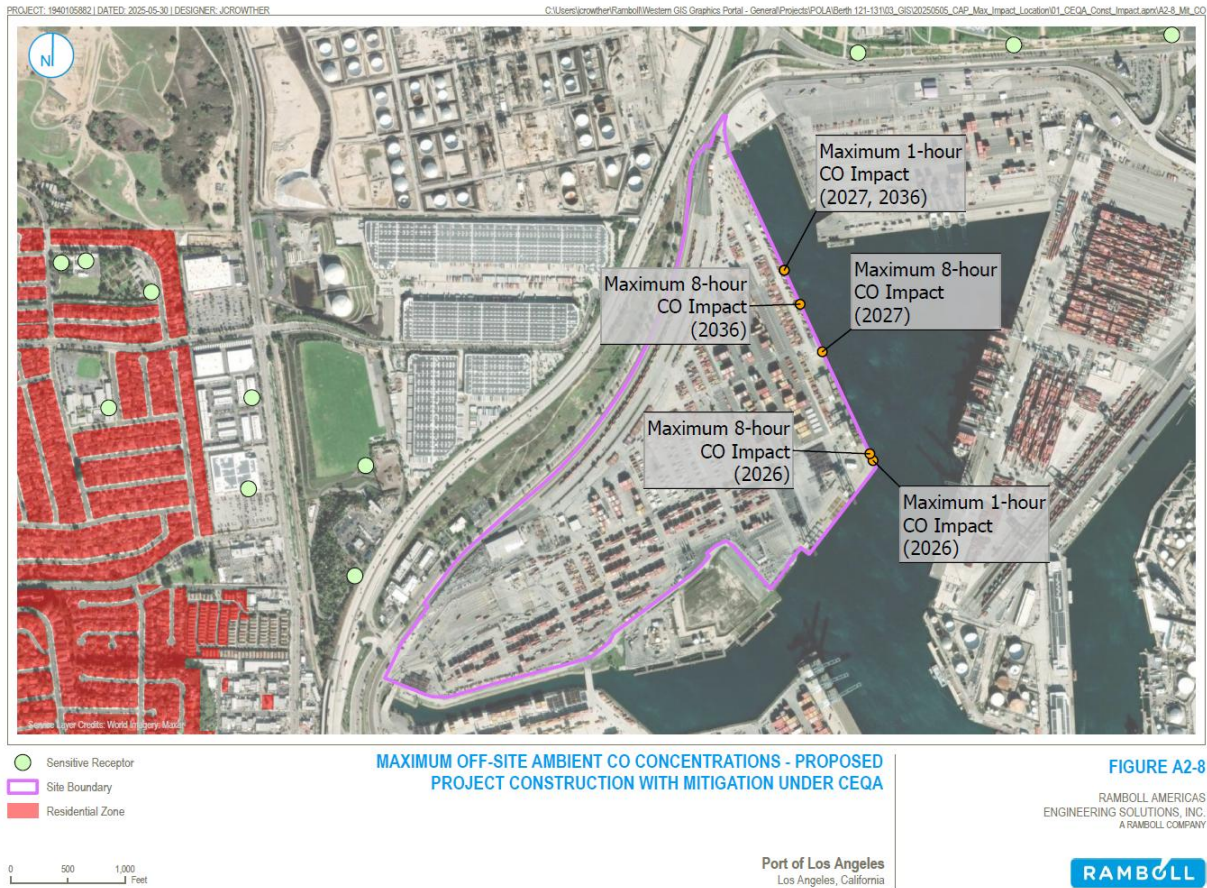 PROJECT: 1940105882 | DATED: 2025-05-30 | DESIGNER: JCROWTHER
C:\Users\jcrowther\Ramboll\Western GIS Graphics Portal - General\Projects\POLA\Berth 121-131\03_GIS\20250505_CAP_Max_Impact_Location\01_CEQA_Const_Impact.aprx\A2-8_Mit_CO
N
Maximum 1-hour
CO Impact
(2027, 2036)
Maximum 8-hour
CO Impact
(2036)
Maximum 8-hour
CO Impact
(2027)
Maximum 8-hour
CO Impact
(2026)
Maximum 1-hour
CO Impact
(2026)
Service Layer Credits: World Imagery: Maxar
Sensitive Receptor
Site Boundary
Residential Zone
0 500 1,000
Feet
MAXIMUM OFF-SITE AMBIENT CO CONCENTRATIONS - PROPOSED
PROJECT CONSTRUCTION WITH MITIGATION UNDER CEQA
Port of Los Angeles
Los Angeles, California
FIGURE A2-8
RAMBOLL AMERICAS
ENGINEERING SOLUTIONS, INC.
A RAMBOLL COMPANY
RAMBOLL